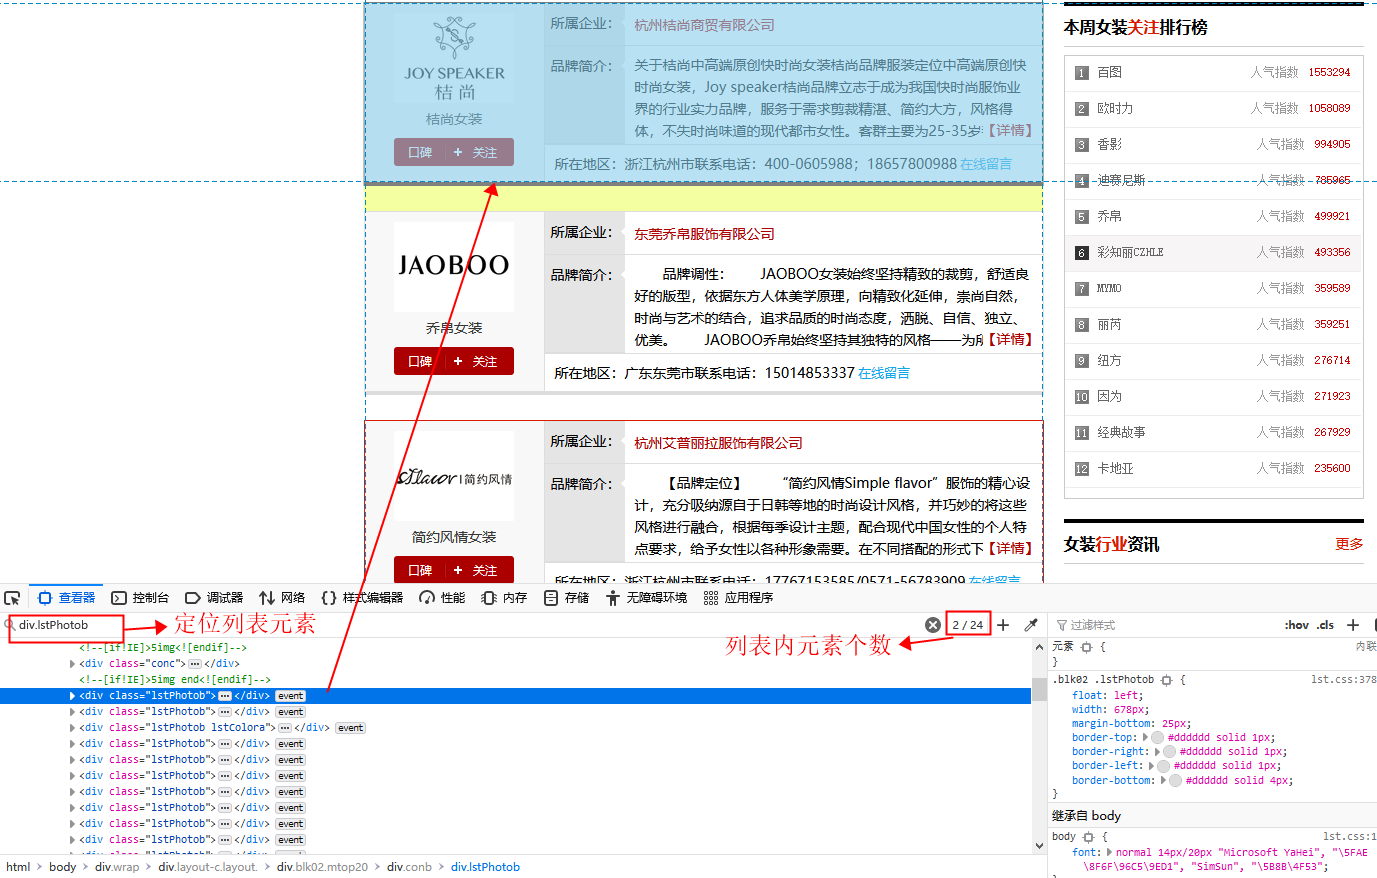 JOY SPEAKER
桔尚
桔尚女装
口碑 + 关注
所属企业：
杭州桔尚商贸有限公司
品牌简介：
关于桔尚中高端原创快时尚女装桔尚品牌服装定位中高端原创快
时尚女装，Joy speaker桔尚品牌立志于成为我国快时尚服饰业
界的行业实力品牌，服务于需求剪裁精湛、简约大方，风格得
体，不失时尚味道的现代都市女性。客群主要为25-35岁【详情】
所在地区：浙江杭州市联系电话：400-0605988；18657800988 在线留言
JAOBOO
乔帛女装
口碑 + 关注
所属企业：
东莞乔帛服饰有限公司
品牌简介：
品牌调性： JAOBOO女装始终坚持精致的裁剪，舒适良
好的版型，依据东方人体美学原理，向精致化延伸，崇尚自然，
时尚与艺术的结合，追求品质的时尚态度，洒脱、自信、独立、
优美。 JAOBOO乔帛始终坚持其独特的风格——为【详情】
所在地区：广东东莞市联系电话：15014853337 在线留言
简约风情
简约风情女装
口碑 + 关注
所属企业：
杭州艾普丽拉服饰有限公司
品牌简介：
【品牌定位】 “简约风情Simple flavor”服饰的精心设
计，充分吸纳源自于日韩等地的时尚设计风格，并巧妙的将这些
风格进行融合，根据每季设计主题，配合现代中国女性的个人特
点要求，给予女性以各种形象需要。在不同搭配的形式下【详情】
所在地区：浙江杭州市联系电话：17767153585/0571-56783909 在线留言
本周女装关注排行榜
1 百图 人气指数 1553294
2 欧时力 人气指数 1058089
3 香影 人气指数 994905
4 迪赛尼斯 人气指数 785965
5 乔帛 人气指数 499921
6 彩知丽CZHLE 人气指数 493356
7 MYMO 人气指数 359589
8 丽芮 人气指数 359251
9 纽方 人气指数 276714
10 因为 人气指数 271923
11 经典故事 人气指数 267929
12 卡地亚 人气指数 235600
女装行业资讯 更多
查看器 控制台 调试器 网络 {} 样式编辑器 性能 内存 存储 无障碍环境 应用程序
div.lstPhotob
定位列表元素
2 / 24
列表内元素个数
<!--[if!IE]>5img<![endif]-->
<div class="conc">⋯</div>
<!--[if!IE]>5img end<![endif]-->
<div class="lstPhotob">⋯</div> event
<div class="lstPhotob">⋯</div> event
<div class="lstPhotob lstColora">⋯</div> event
<div class="lstPhotob">⋯</div> event
<div class="lstPhotob">⋯</div> event
<div class="lstPhotob">⋯</div> event
<div class="lstPhotob">⋯</div> event
<div class="lstPhotob">⋯</div> event
<div class="lstPhotob">⋯</div> event
<div class="lstPhotob">⋯</div> event
html > body > div.wrap > div.layout-c.layout. > div.blk02.mtop20 > div.conb > div.lstPhotob
过滤样式 :hov .cls +
元素 { 内联
}
.blk02 .lstPhotob { lst.css:378
float: left;
width: 678px;
margin-bottom: 25px;
border-top: #dddddd solid 1px;
border-right: #dddddd solid 1px;
border-left: #dddddd solid 1px;
border-bottom: #dddddd solid 4px;
}
继承自 body
body { lst.css:1
font: normal 14px/20px "Microsoft YaHei", "\5FAE
\8F6F\96C5\9ED1", "SimSun", "\5B8B\4F53";